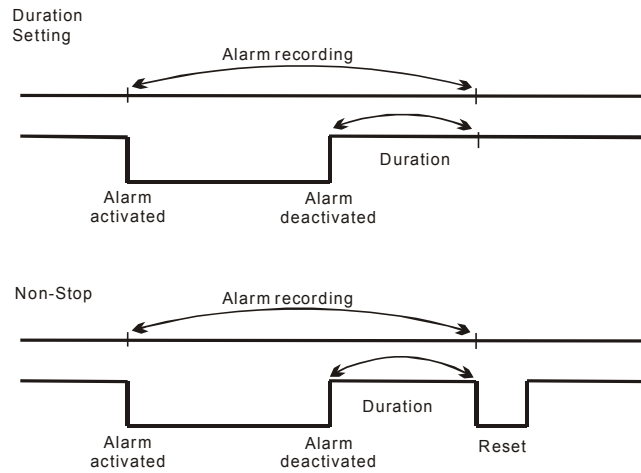 Duration
Setting
Alarm recording
Duration
Alarm
activated
Alarm
deactivated
Non-Stop
Alarm recording
Duration
Alarm
activated
Alarm
deactivated
Reset